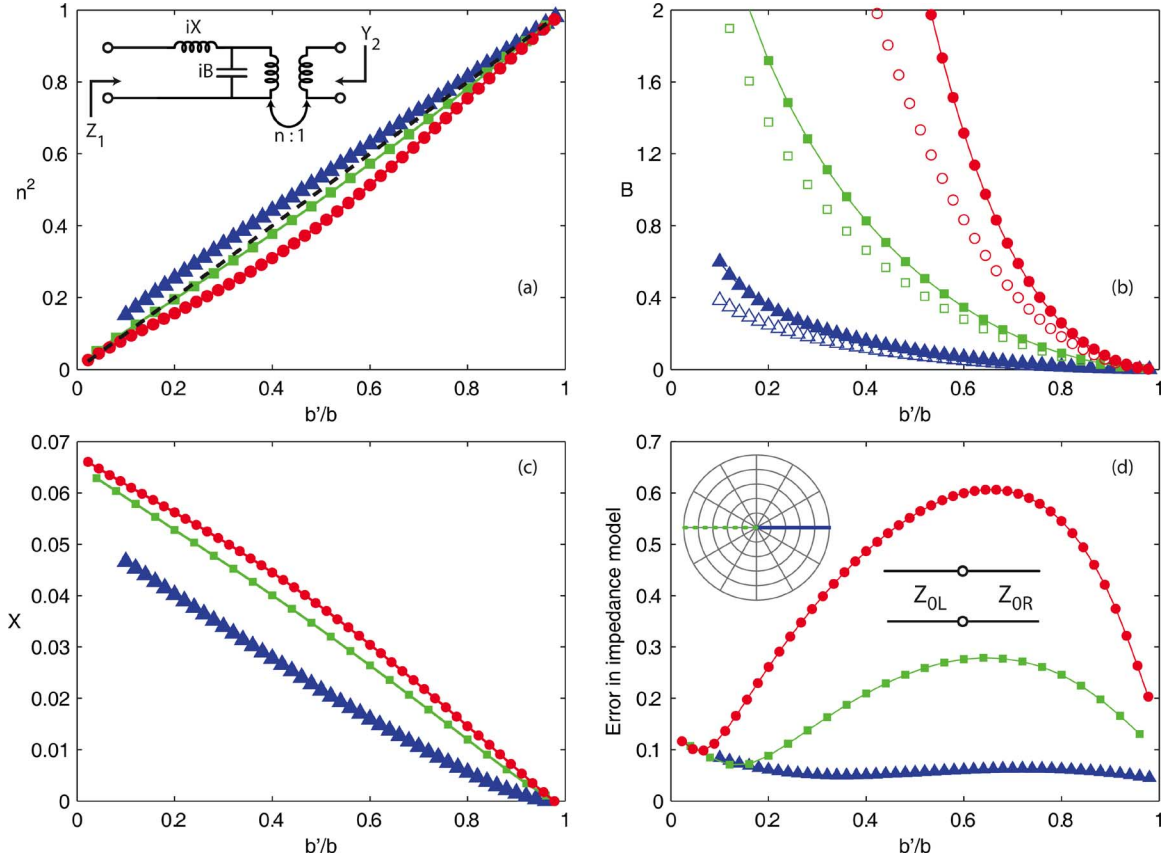 1
0.8
0.6
n²
0.4
0.2
0
0 0.2 0.4 0.6 0.8 1
b'/b
iX
iB
Z₁
Y₂
n : 1
(a)
2
1.6
1.2
B
0.8
0.4
0
0 0.2 0.4 0.6 0.8 1
b'/b
(b)
0.07
0.06
0.05
0.04
X
0.03
0.02
0.01
0
0 0.2 0.4 0.6 0.8 1
b'/b
(c)
0.7
0.6
0.5
0.4
0.3
0.2
0.1
0
Error in impedance model
0 0.2 0.4 0.6 0.8 1
b'/b
Z₀L Z₀R
(d)